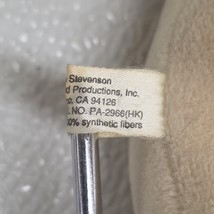 Stevenson
d Productions, Inc.
o, CA 94126
. NO. PA-2966(HK)
0% synthetic fibers